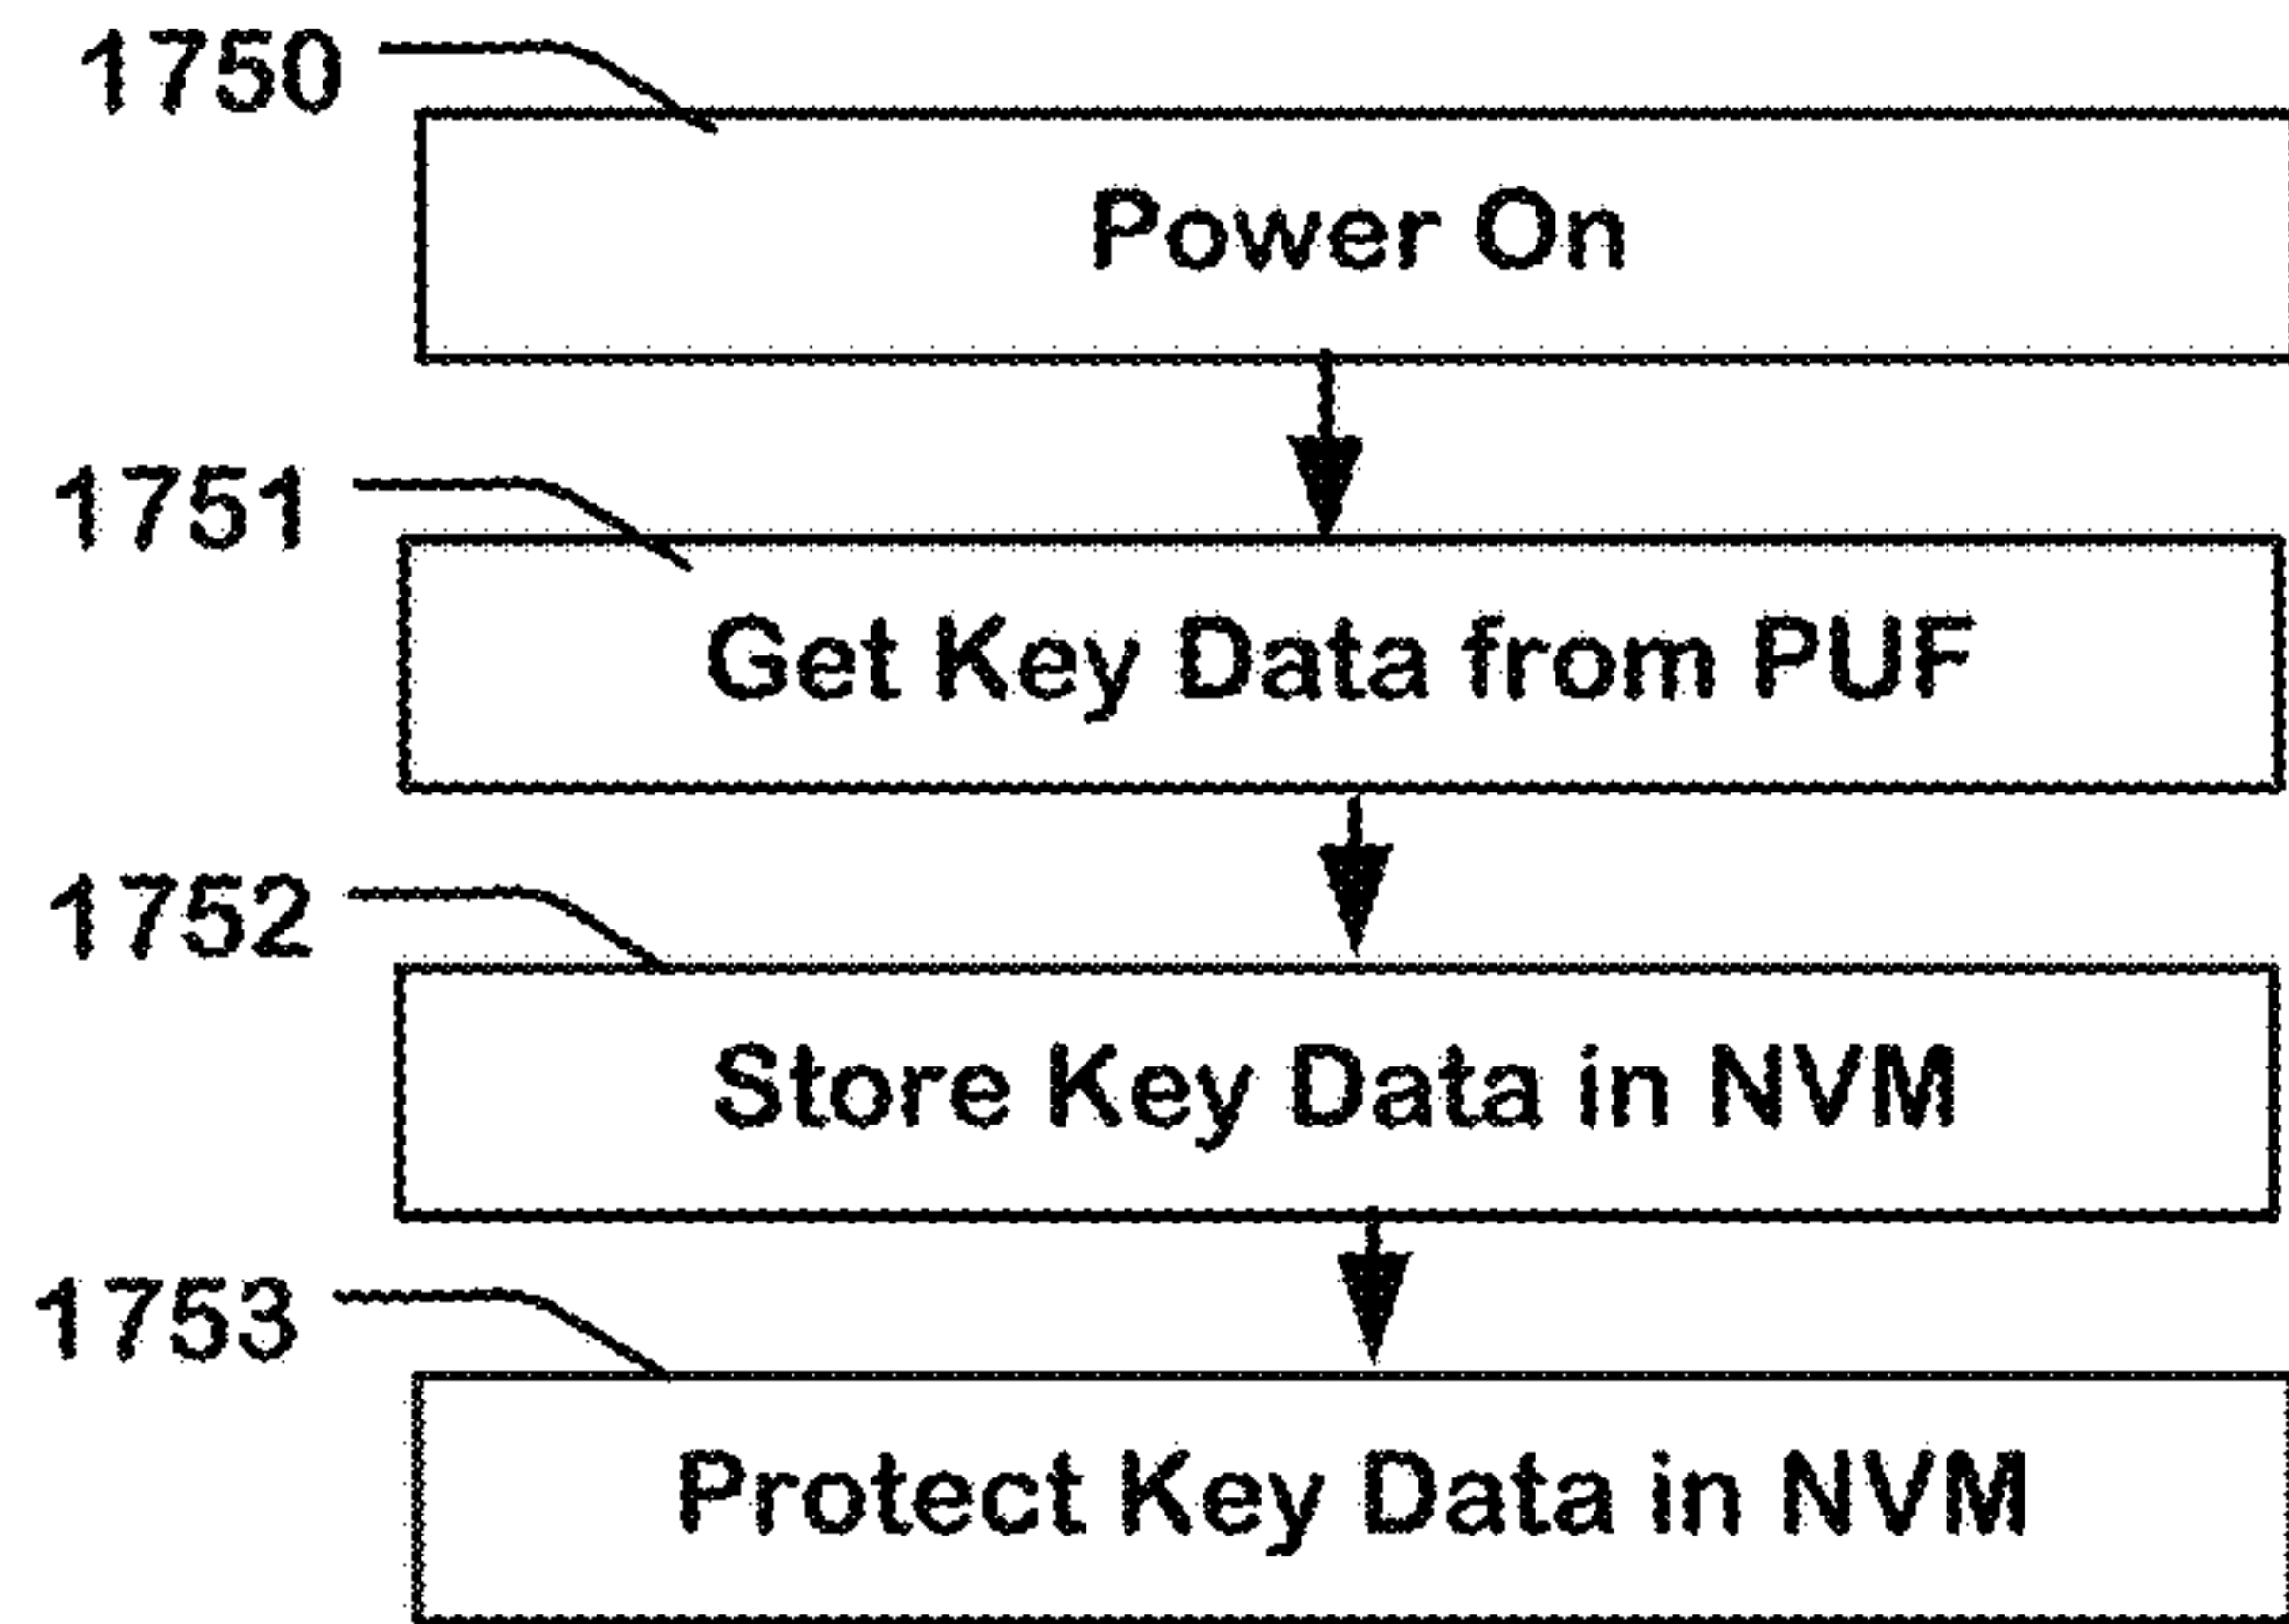 1750
Power On
1751
Get Key Data from PUF
1752
Store Key Data in NVM
1753
Protect Key Data in NVM